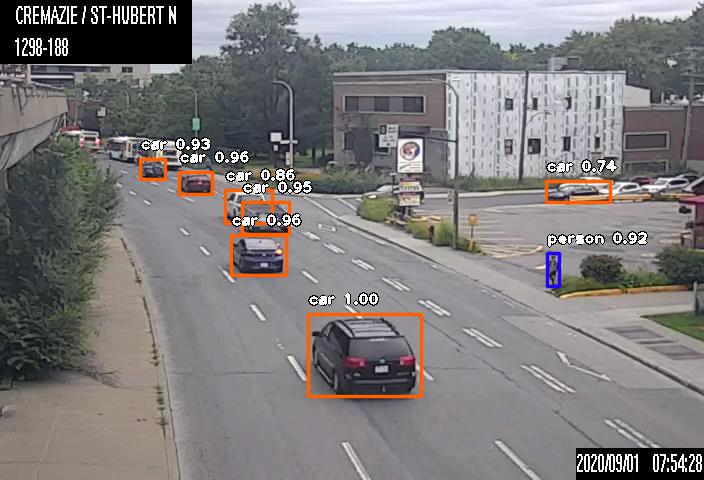 CREMAZIE / ST-HUBERT N
1298-188
car 0.93
car 0.96
car 0.86
car 0.95
car 0.96
car 0.74
person 0.92
car 1.00
2020/09/01 07:54:28